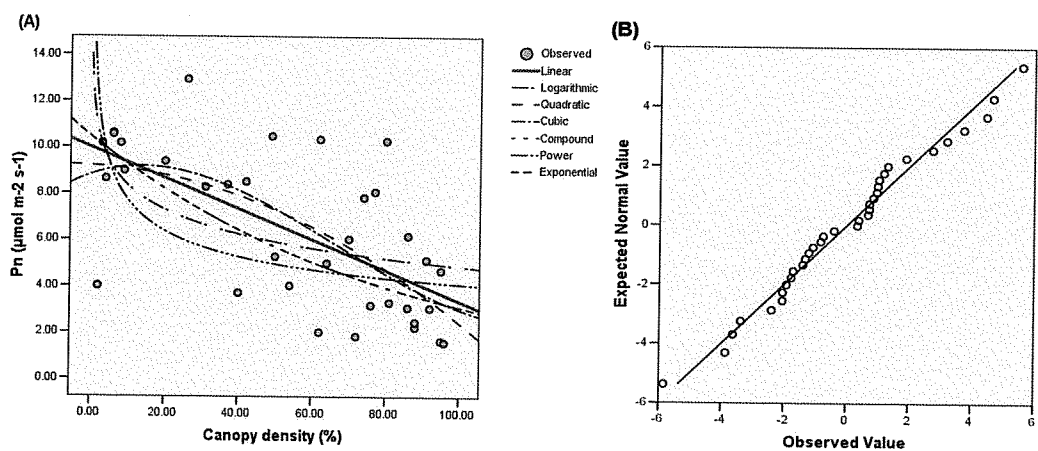 (A)
14.00
12.00
10.00
8.00
6.00
4.00
2.00
0.00
Pn (µmol m-2 s-1)
0.00 20.00 40.00 60.00 80.00 100.00
Canopy density (%)
Observed
Linear
Logarithmic
Quadratic
Cubic
Compound
Power
Exponential
(B)
6
4
2
0
-2
-4
-6
Expected Normal Value
-6 -4 -2 0 2 4 6
Observed Value